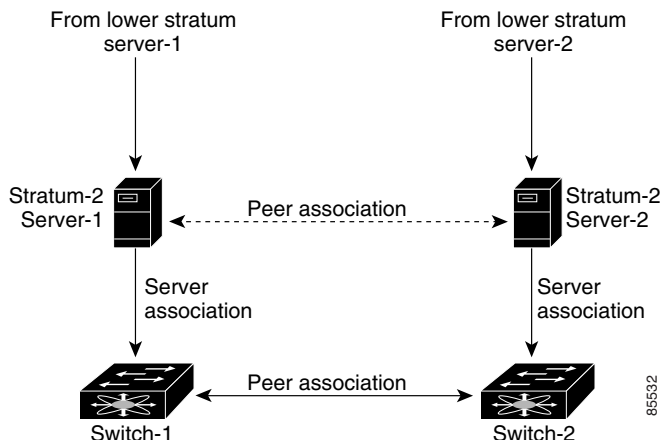 From lower stratum
server-1
From lower stratum
server-2
Stratum-2
Server-1
Peer association
Stratum-2
Server-2
Server
association
Server
association
Peer association
Switch-1
Switch-2
85532